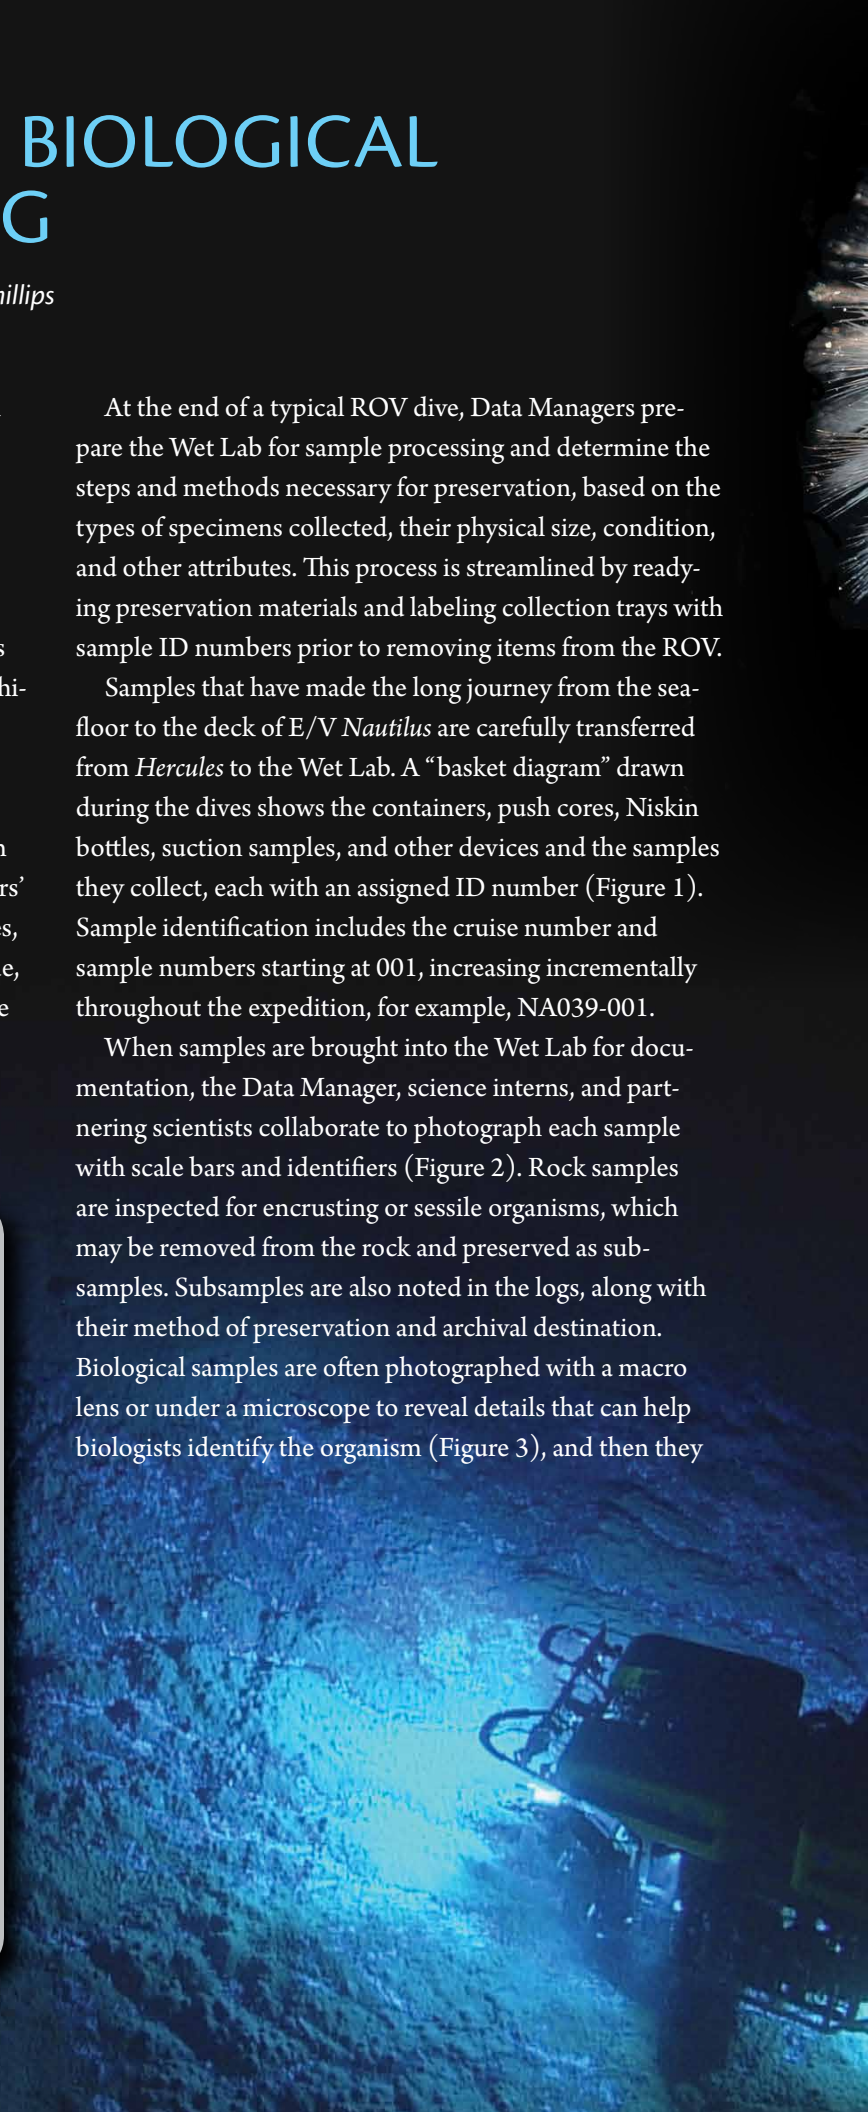 BIOLOGICAL
G
hillips
At the end of a typical ROV dive, Data Managers pre-
pare the Wet Lab for sample processing and determine the
steps and methods necessary for preservation, based on the
types of specimens collected, their physical size, condition,
and other attributes. This process is streamlined by ready-
ing preservation materials and labeling collection trays with
sample ID numbers prior to removing items from the ROV.
Samples that have made the long journey from the sea-
floor to the deck of E/V Nautilus are carefully transferred
from Hercules to the Wet Lab. A “basket diagram” drawn
during the dives shows the containers, push cores, Niskin
bottles, suction samples, and other devices and the samples
they collect, each with an assigned ID number (Figure 1).
Sample identification includes the cruise number and
sample numbers starting at 001, increasing incrementally
throughout the expedition, for example, NA039-001.
When samples are brought into the Wet Lab for docu-
mentation, the Data Manager, science interns, and part-
nering scientists collaborate to photograph each sample
with scale bars and identifiers (Figure 2). Rock samples
are inspected for encrusting or sessile organisms, which
may be removed from the rock and preserved as sub-
samples. Subsamples are also noted in the logs, along with
their method of preservation and archival destination.
Biological samples are often photographed with a macro
lens or under a microscope to reveal details that can help
biologists identify the organism (Figure 3), and then they